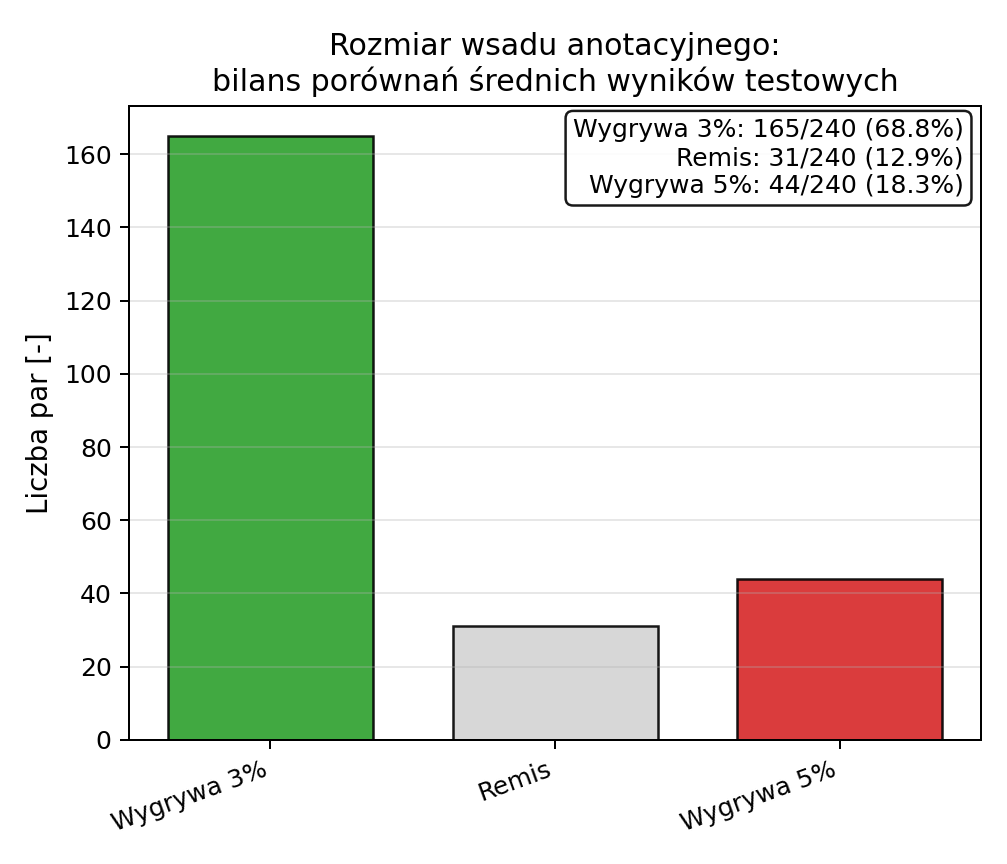 Rozmiar wsadu anotacyjnego:
bilans porównań średnich wyników testowych
Wygrywa 3%: 165/240 (68.8%)
Remis: 31/240 (12.9%)
Wygrywa 5%: 44/240 (18.3%)
Liczba par [-]
160
140
120
100
80
60
40
20
0
Wygrywa 3%
Remis
Wygrywa 5%